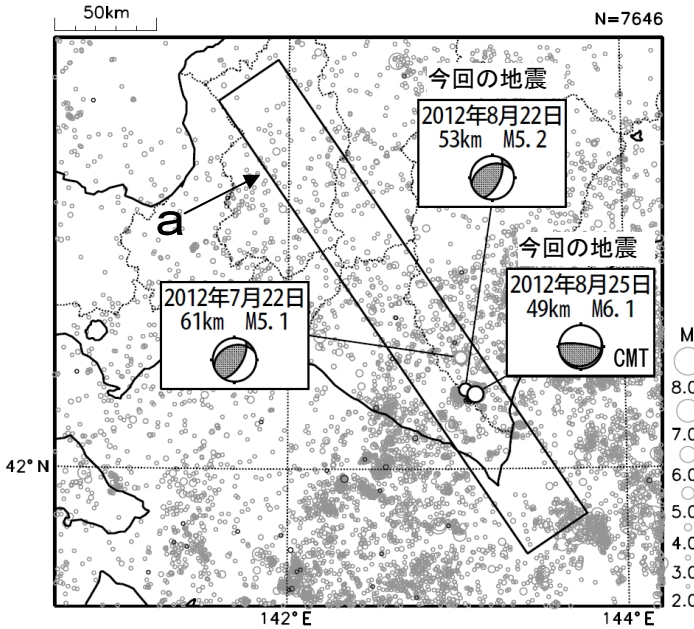 50km
N=7646
今回の地震
2012年8月22日
53km M5.2
a
今回の地震
2012年8月25日
49km M6.1
CMT
2012年7月22日
61km M5.1
M
8.0
7.0
6.0
5.0
4.0
3.0
2.0
42°N
142°E
144°E